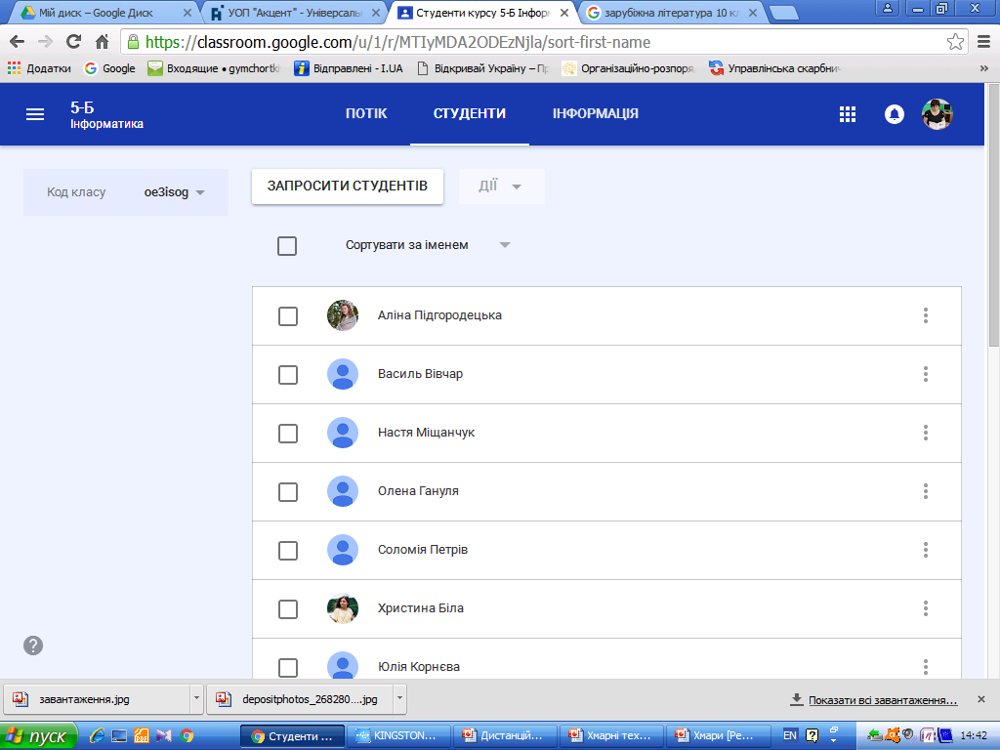 Мій диск – Google Диск
УОП "Акцент" - Універсальн
Студенти курсу 5-Б Інформ
зарубіжна література 10 кл
https://classroom.google.com/u/1/r/MTIyMDA2ODEzNjla/sort-first-name
Додатки
Google
Входящие • gymchortki
Відправлені - I.UA
Відкривай Україну – Пр
Організаційно-розпоря
Управлінська скарбнич
»
5-Б
Інформатика
ПОТІК
СТУДЕНТИ
ІНФОРМАЦІЯ
Код класу
oe3isog
ЗАПРОСИТИ СТУДЕНТІВ
ДІЇ
Сортувати за іменем
Аліна Підгородецька
Василь Вівчар
Настя Міщанчук
Олена Гануля
Соломія Петрів
Христина Біла
Юлія Корнєва
завантаження.jpg
depositphotos_268280....jpg
Показати всі завантаження...
пуск
Студенти ...
KINGSTON...
Дистанцій...
Хмарні тех...
Хмари [Ре...
EN
14:42